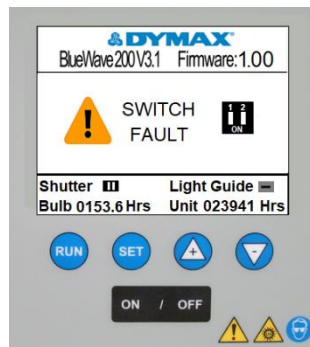 DYMAX
BlueWave 200 V3.1 Firmware:1.00
SWITCH
FAULT
1 2
ON
Shutter Light Guide
Bulb 0153.6 Hrs Unit 023941 Hrs
RUN SET
ON / OFF